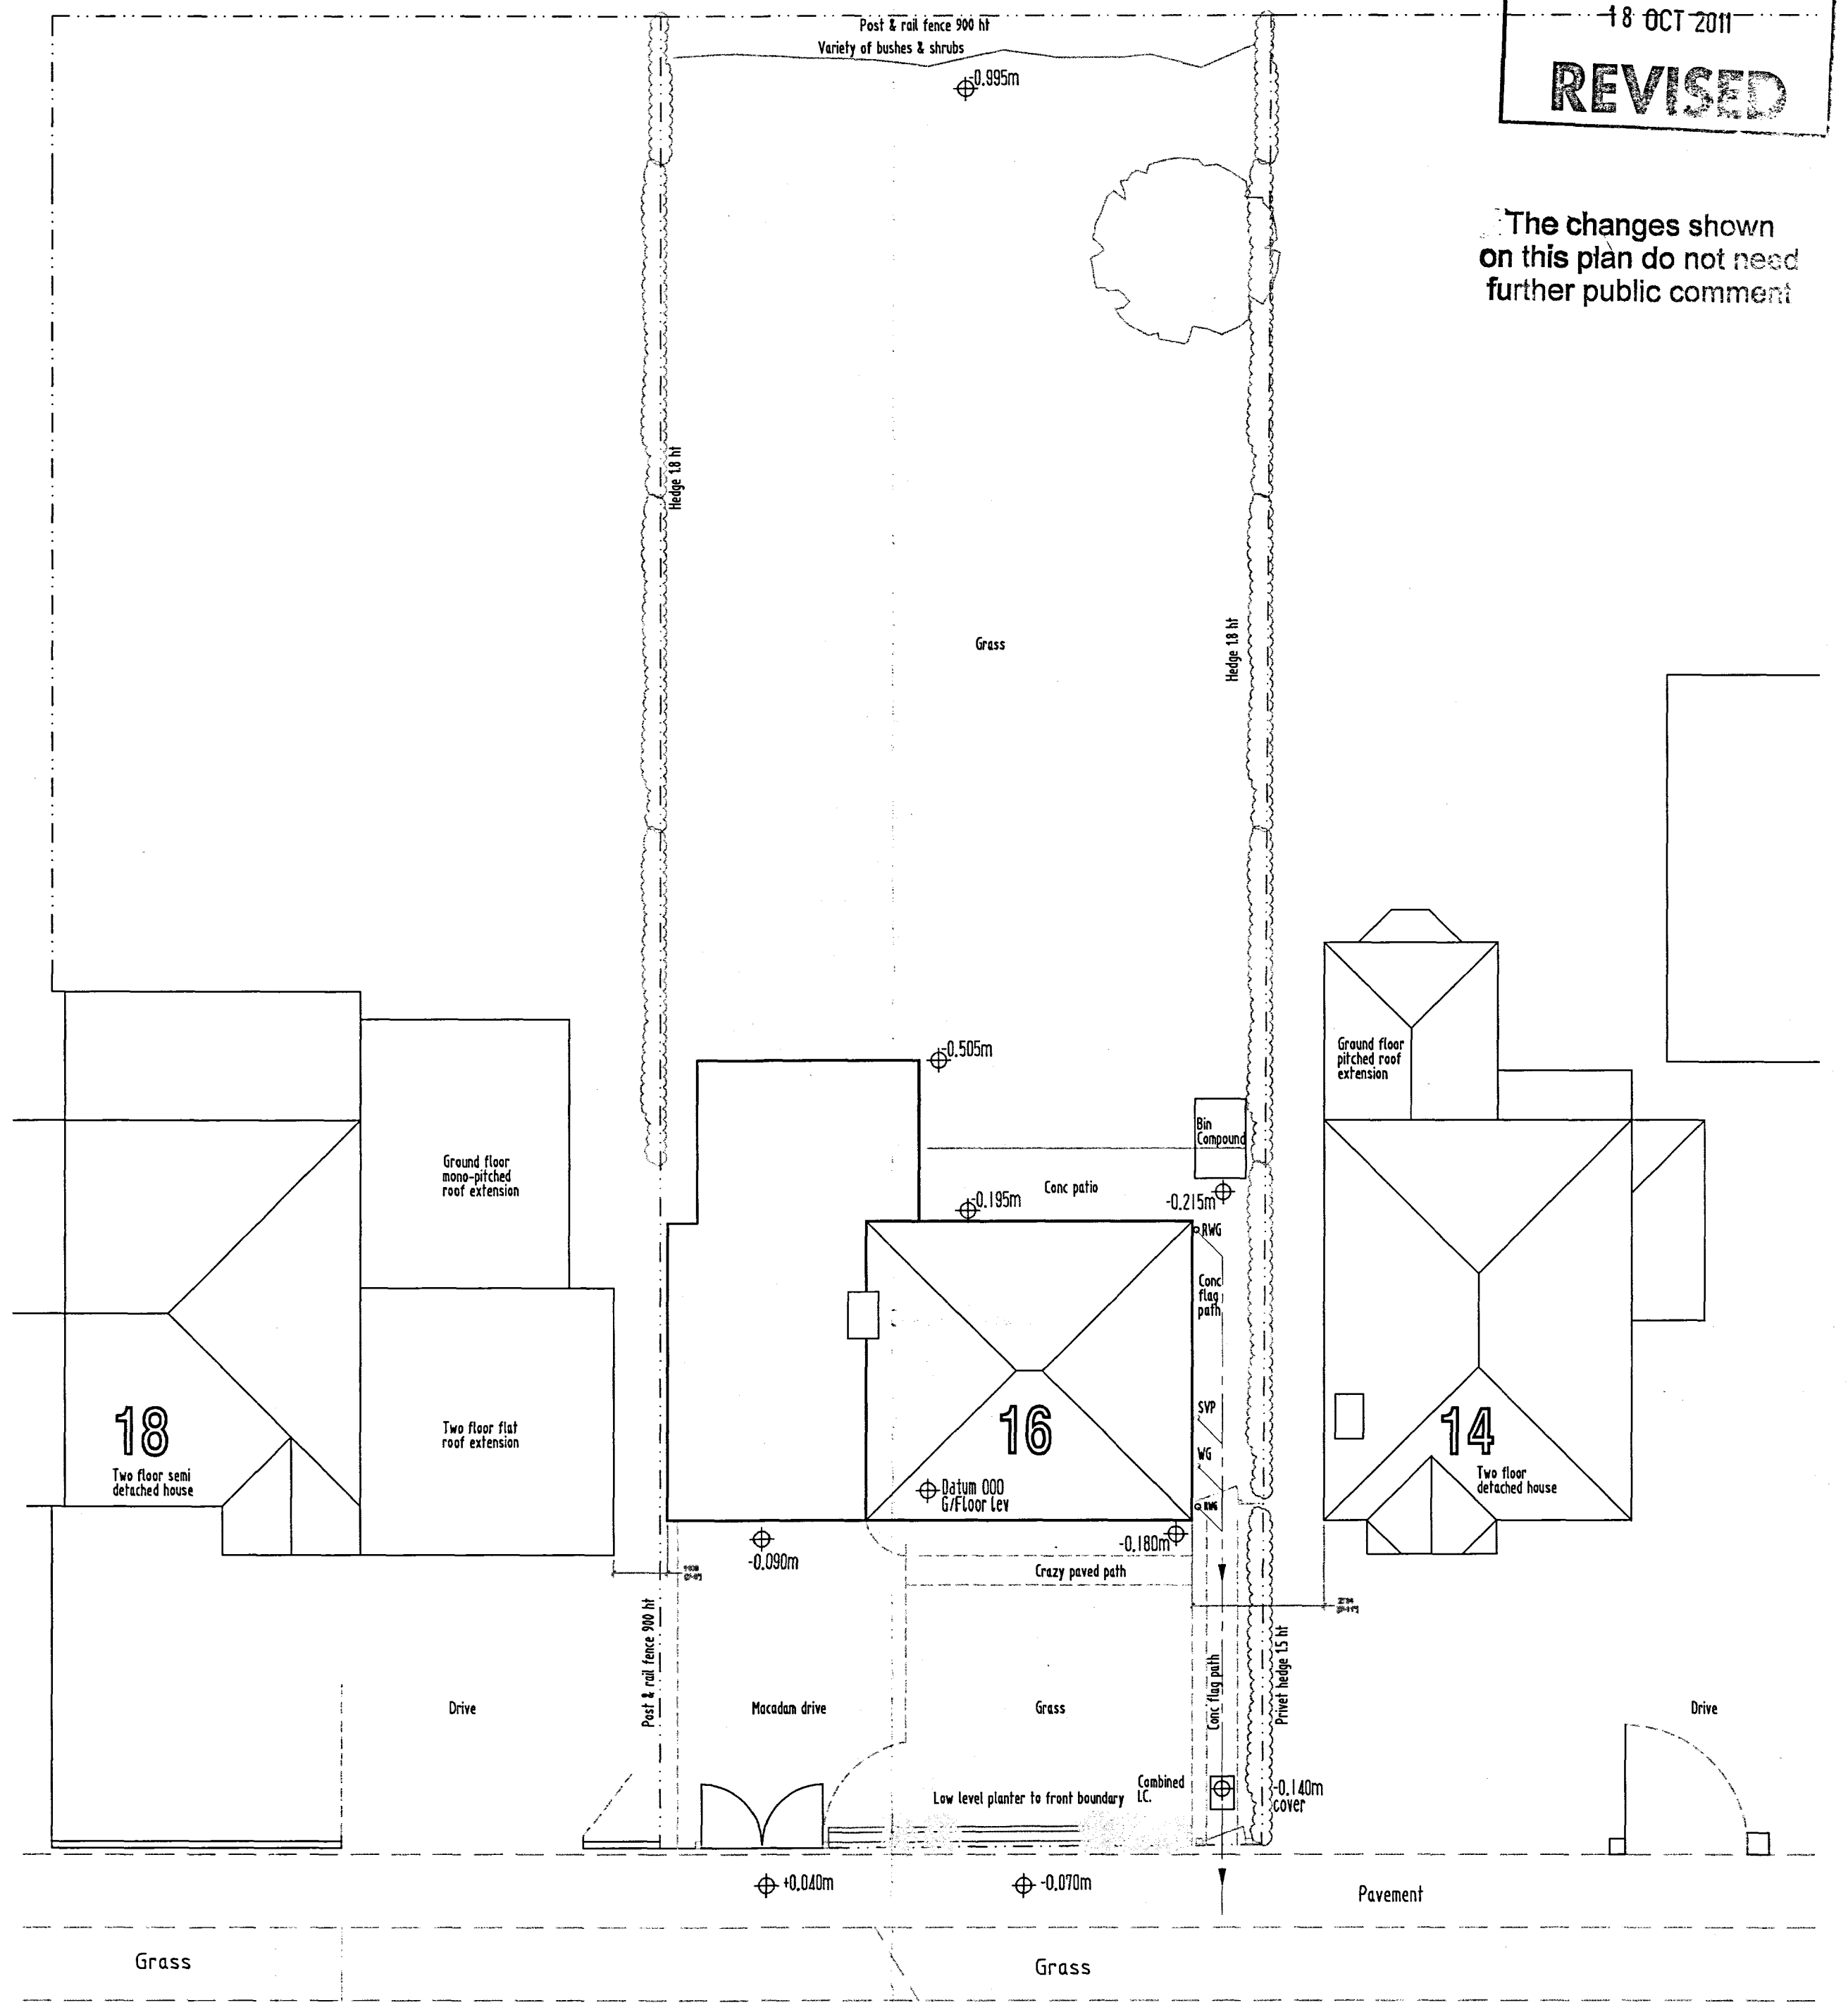 Post & rail fence 900 ht
Variety of bushes & shrubs
-0.995m
18 OCT 2011
REVISED
The changes shown
on this plan do not need
further public comment
Hedge 1.8 ht
Grass
Hedge 1.8 ht
-0.505m
Ground floor
pitched roof
extension
Bin
Compound
Ground floor
mono-pitched
roof extension
Conc patio
-0.195m
-0.215m
RWG
Conc
flag
path
18
Two floor semi
detached house
Two floor flat
roof extension
16
SVP
WG
RWG
14
Two floor
detached house
Datum 000
G/Floor lev
-0.090m
-0.180m
Crazy paved path
Post & rail fence 900 ht
Conc flag path
Privet hedge 1.5 ht
Drive
Macadam drive
Grass
Drive
Low level planter to front boundary
Combined
I.C.
-0.140m
cover
+0.040m
-0.070m
Pavement
Grass
Grass